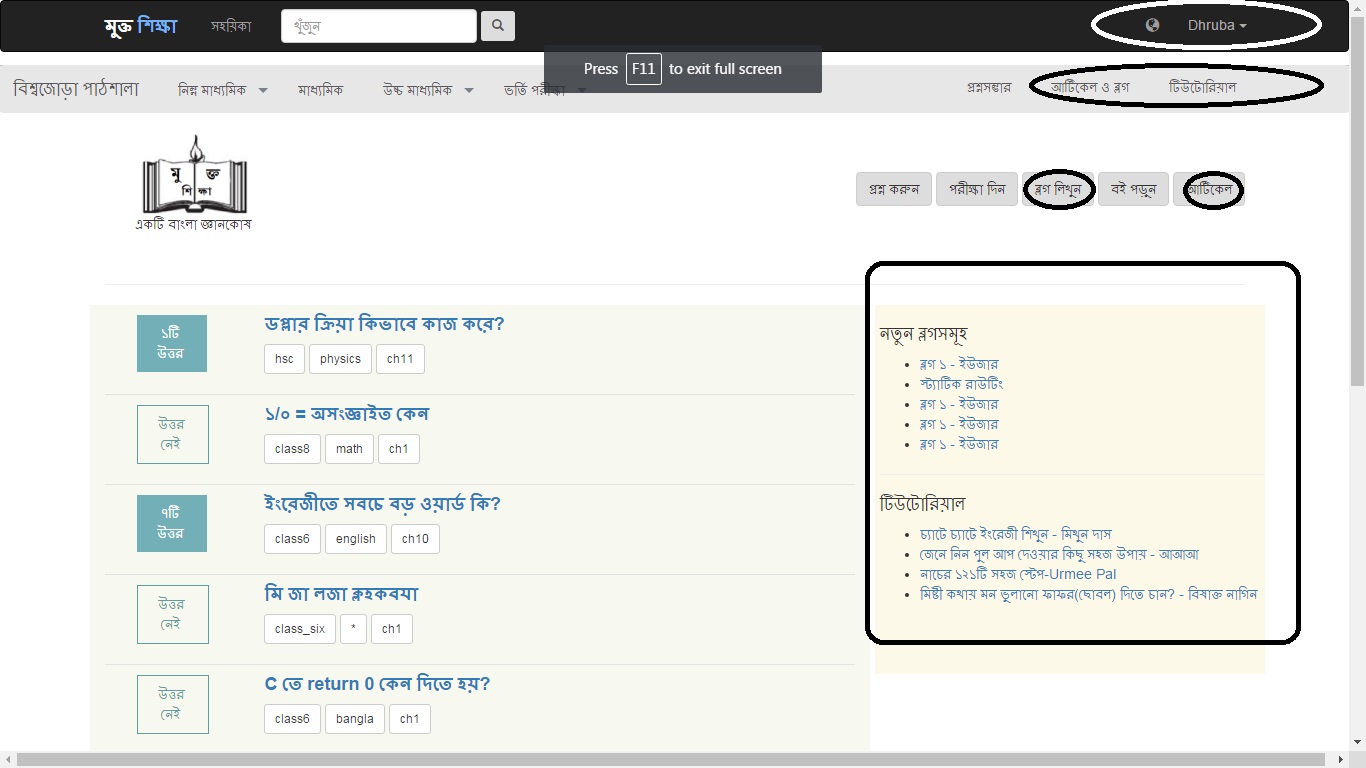 মুক্ত শিক্ষা সহায়িকা খুঁজুন Dhruba
Press F11 to exit full screen
বিশ্বজোড়া পাঠশালা নিম্ন মাধ্যমিক মাধ্যমিক উচ্চ মাধ্যমিক ভর্তি পরীক্ষা প্রশ্নসম্ভার আর্টিকেল ও ব্লগ টিউটোরিয়াল
মু ক্ত
শি ক্ষা
একটি বাংলা জ্ঞানকোষ
প্রশ্ন করুন পরীক্ষা দিন ব্লগ লিখুন বই পড়ুন আর্টিকেল
১টি উত্তর
ডপ্লার ক্রিয়া কিভাবে কাজ করে?
hsc physics ch11
উত্তর নেই
১/০ = অসংজ্ঞাইত কেন
class8 math ch1
৭টি উত্তর
ইংরেজীতে সবচে বড় ওয়ার্ড কি?
class6 english ch10
উত্তর নেই
মি জা লজা ক্লহকবযা
class_six * ch1
উত্তর নেই
C তে return 0 কেন দিতে হয়?
class6 bangla ch1
নতুন ব্লগসমূহ
ব্লগ ১ - ইউজার
স্ট্যাটিক রাউটিং
ব্লগ ১ - ইউজার
ব্লগ ১ - ইউজার
ব্লগ ১ - ইউজার
টিউটোরিয়াল
চ্যাটে চ্যাটে ইংরেজী শিখুন - মিথুন দাস
জেনে নিন পুল আপ দেওয়ার কিছু সহজ উপায় - আআআ
নাচের ১২১টি সহজ স্টেপ-Urmee Pal
মিষ্টী কথায় মন ভুলানো ফাফর(ছোবল) দিতে চান? - বিষাক্ত নাগিন